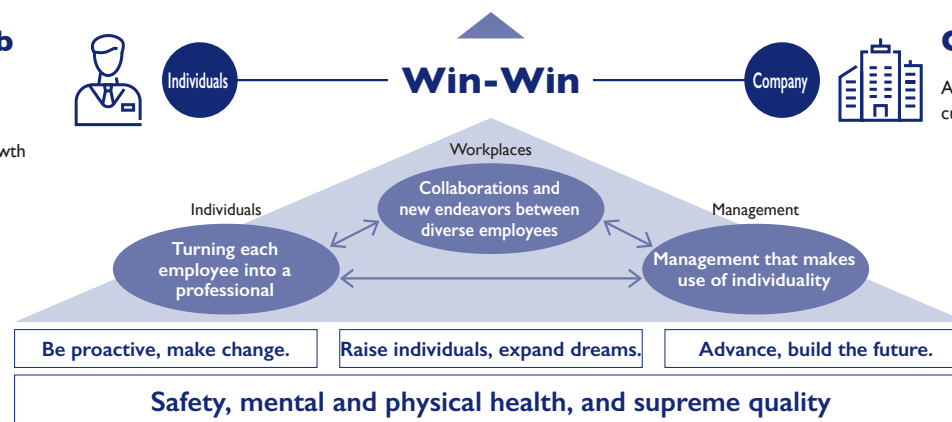 b
Individuals
Win-Win
Company
C
A
cu
wth
Workplaces
Collaborations and
new endeavors between
diverse employees
Individuals
Turning each
employee into a
professional
Management
Management that makes
use of individuality
Be proactive, make change.
Raise individuals, expand dreams.
Advance, build the future.
Safety, mental and physical health, and supreme quality